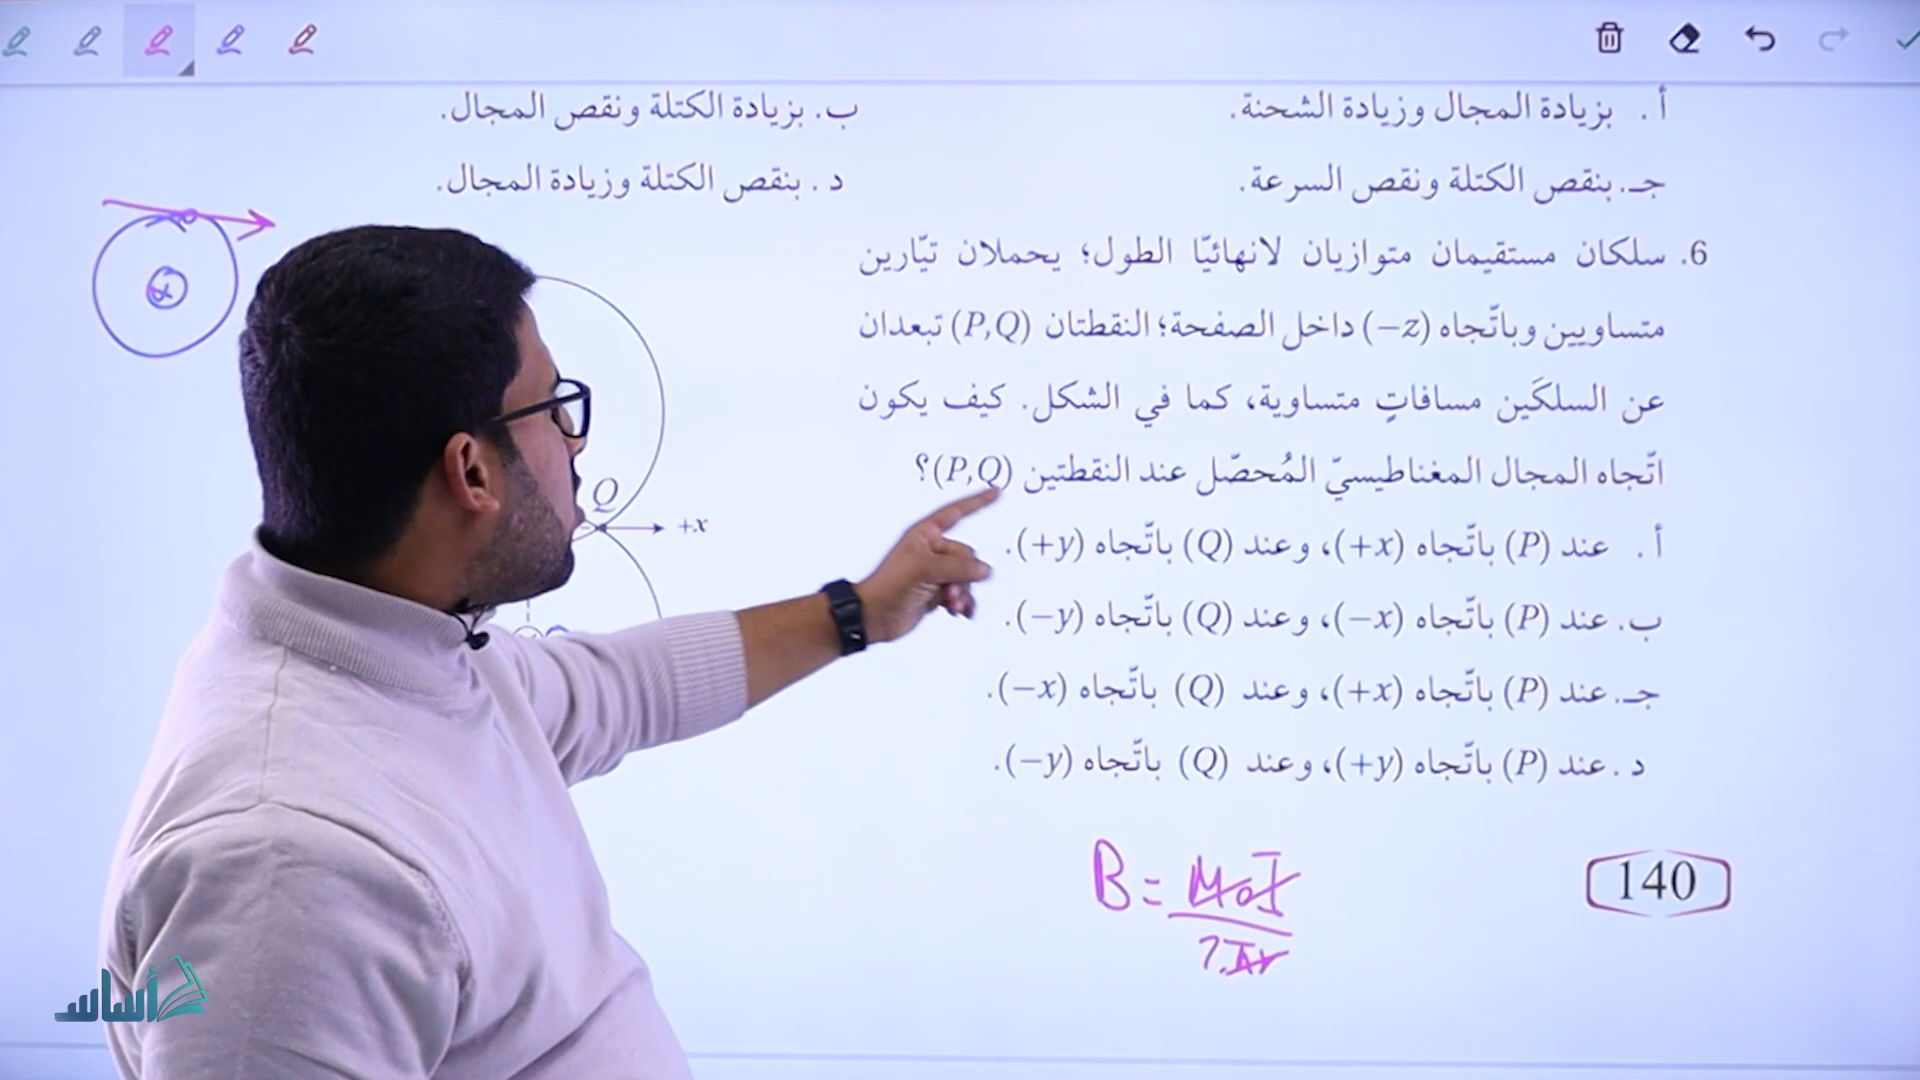 أ . بزيادة المجال وزيادة الشحنة.
ب. بزيادة الكتلة ونقص المجال.
جـ. بنقص الكتلة ونقص السرعة.
د . بنقص الكتلة وزيادة المجال.
6. سلكان مستقيمان متوازيان لانهائيّا الطول؛ يحملان تيّارين
متساويين وباتّجاه (−z) داخل الصفحة؛ النقطتان (P,Q) تبعدان
عن السلكَين مسافاتٍ متساوية، كما في الشكل. كيف يكون
اتّجاه المجال المغناطيسيّ المُحصّل عند النقطتين (P,Q)؟
أ . عند (P) باتّجاه (+x)، وعند (Q) باتّجاه (+y).
ب. عند (P) باتّجاه (−x)، وعند (Q) باتّجاه (−y).
جـ. عند (P) باتّجاه (+x)، وعند (Q) باتّجاه (−x).
د . عند (P) باتّجاه (+y)، وعند (Q) باتّجاه (−y).
Q
+x
B = μoI
2πr
140
أساس